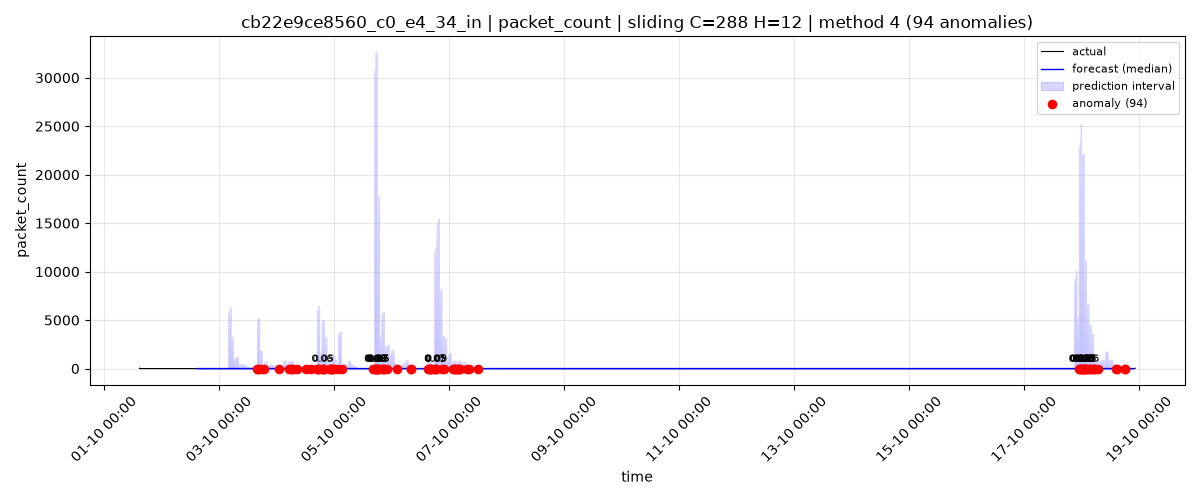 cb22e9ce8560_c0_e4_34_in | packet_count | sliding C=288 H=12 | method 4 (94 anomalies)
actual
forecast (median)
prediction interval
anomaly (94)
packet_count
30000
25000
20000
15000
10000
5000
0
0.05
01-10 00:00
03-10 00:00
05-10 00:00
07-10 00:00
09-10 00:00
11-10 00:00
13-10 00:00
15-10 00:00
17-10 00:00
19-10 00:00
time